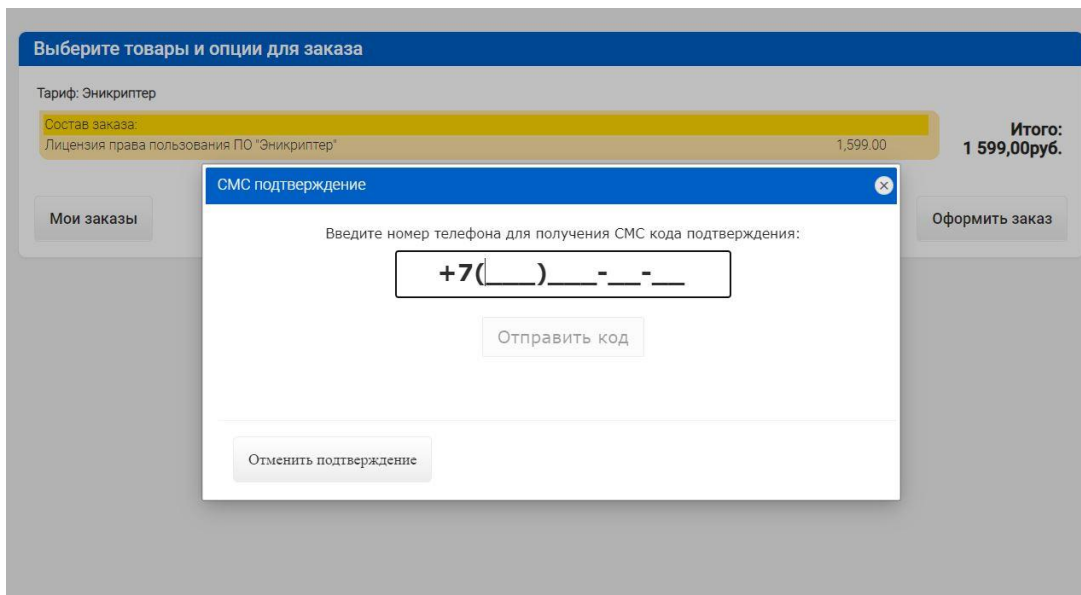 Выберите товары и опции для заказа
Тариф: Эникриптер
Состав заказа:
Лицензия права пользования ПО "Эникриптер" 1,599.00
Итого:
1 599,00руб.
СМС подтверждение
Мои заказы
Оформить заказ
Введите номер телефона для получения СМС кода подтверждения:
+7(___)___-__-__
Отправить код
Отменить подтверждение